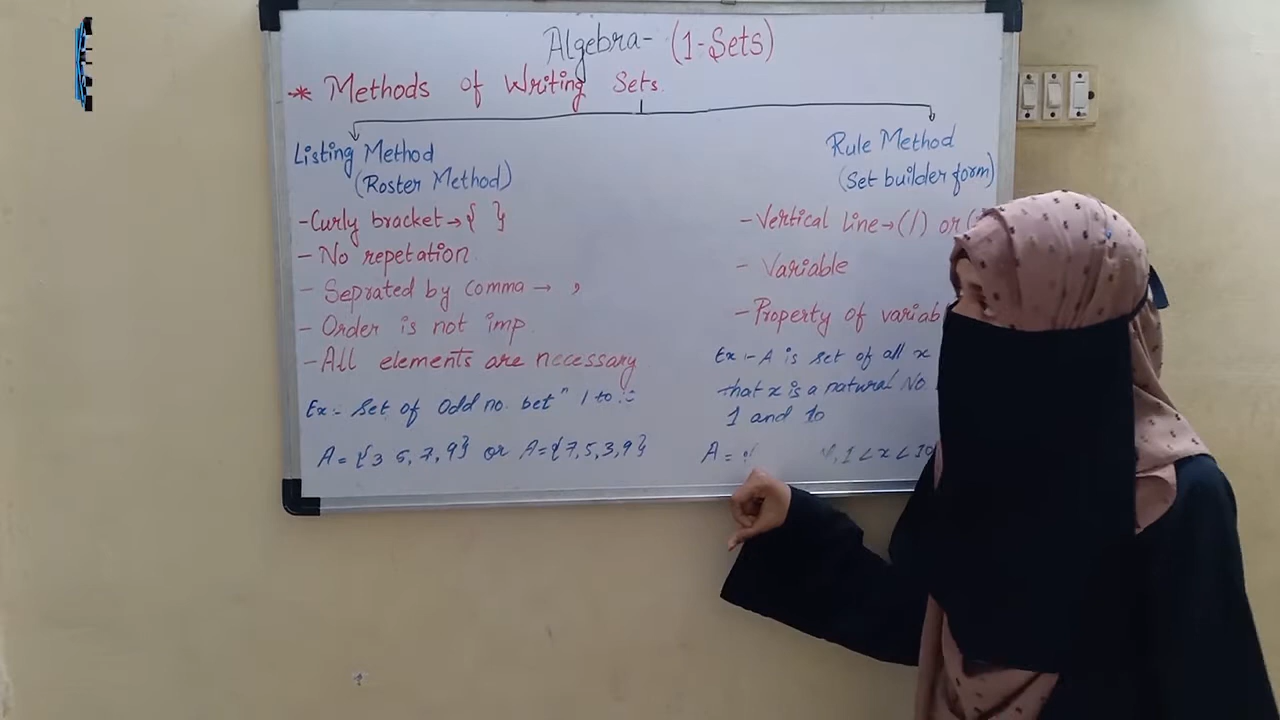 Algebra- (1-Sets)
* Methods of Writing Sets.
Listing Method
(Roster Method)
-Curly bracket→{ }
- No repetation.
- Seprated by comma → ,
- Order is not imp.
- All elements are necessary
Ex:- Set of Odd no. betⁿ 1 to
A= {3 5, 7, 9} or A={7,5,3,9}
Rule Method
(Set builder form)
-Vertical line→(/) or (
- Variable
-Property of variab
Ex :- A is set of all x
that x is a natural No
1 and 10
A = {
, 1 < x < 10